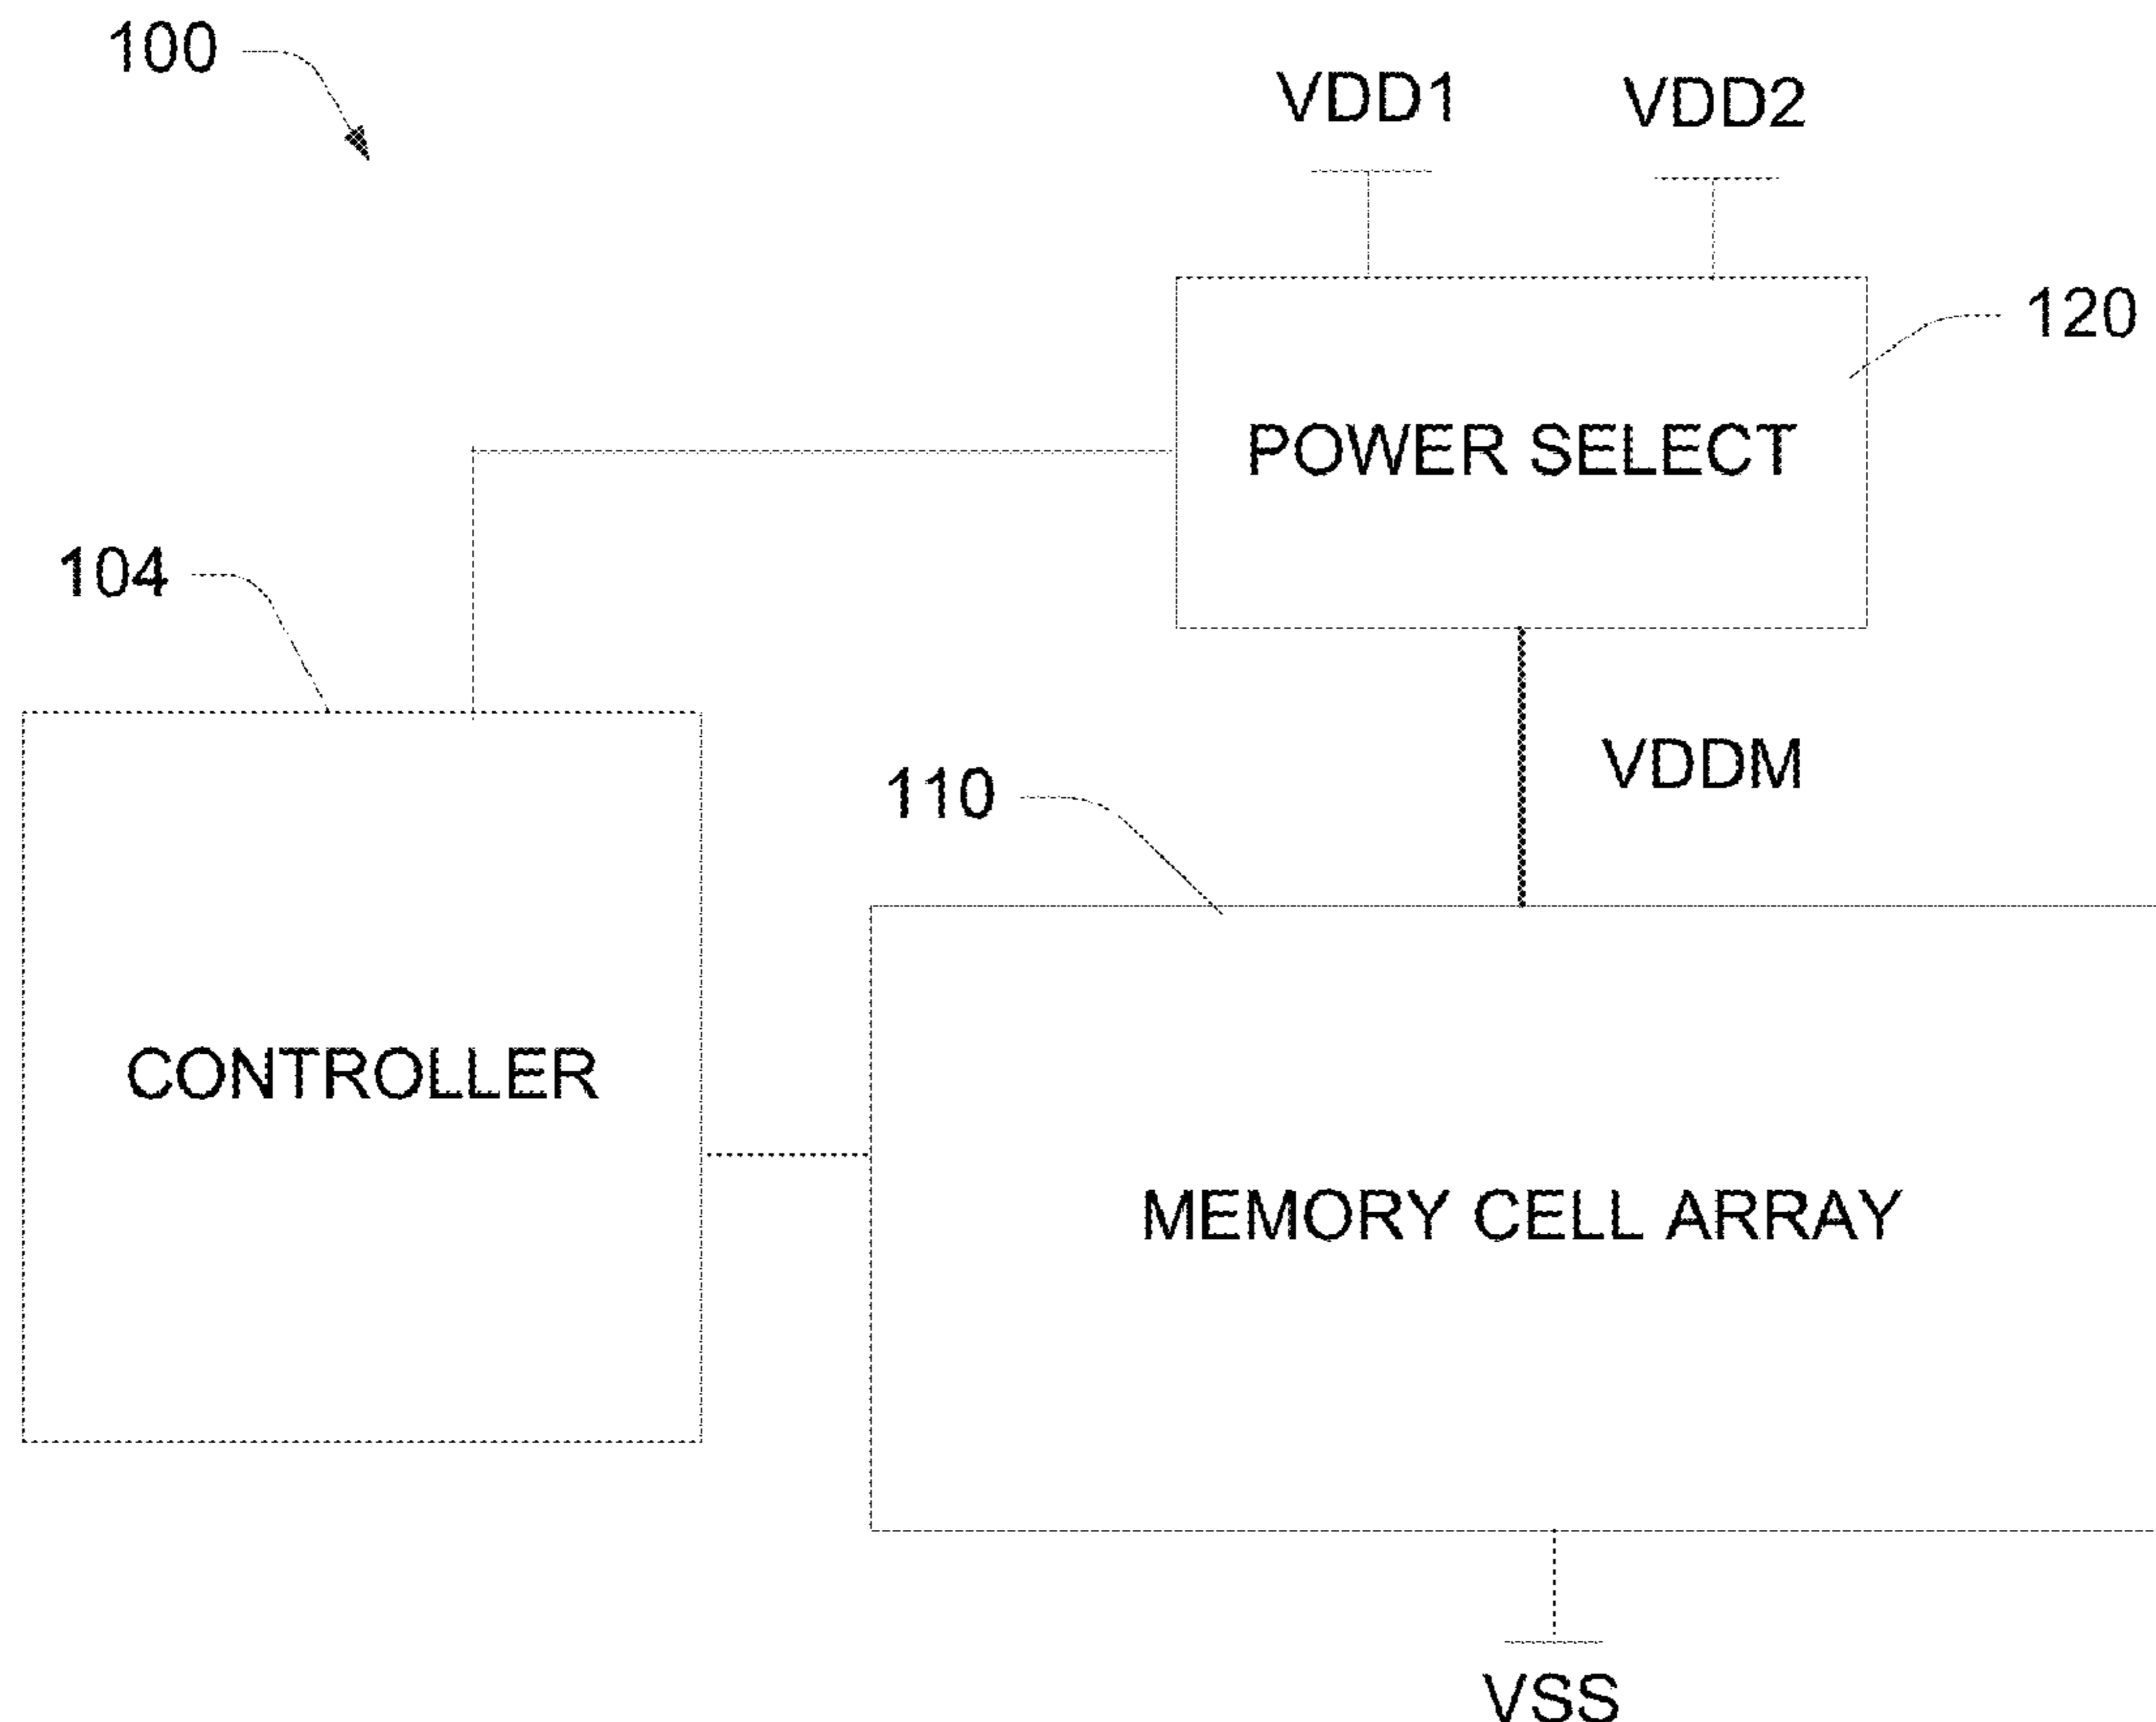 100
VDD1
VDD2
120
POWER SELECT
104
VDDM
110
CONTROLLER
MEMORY CELL ARRAY
VSS